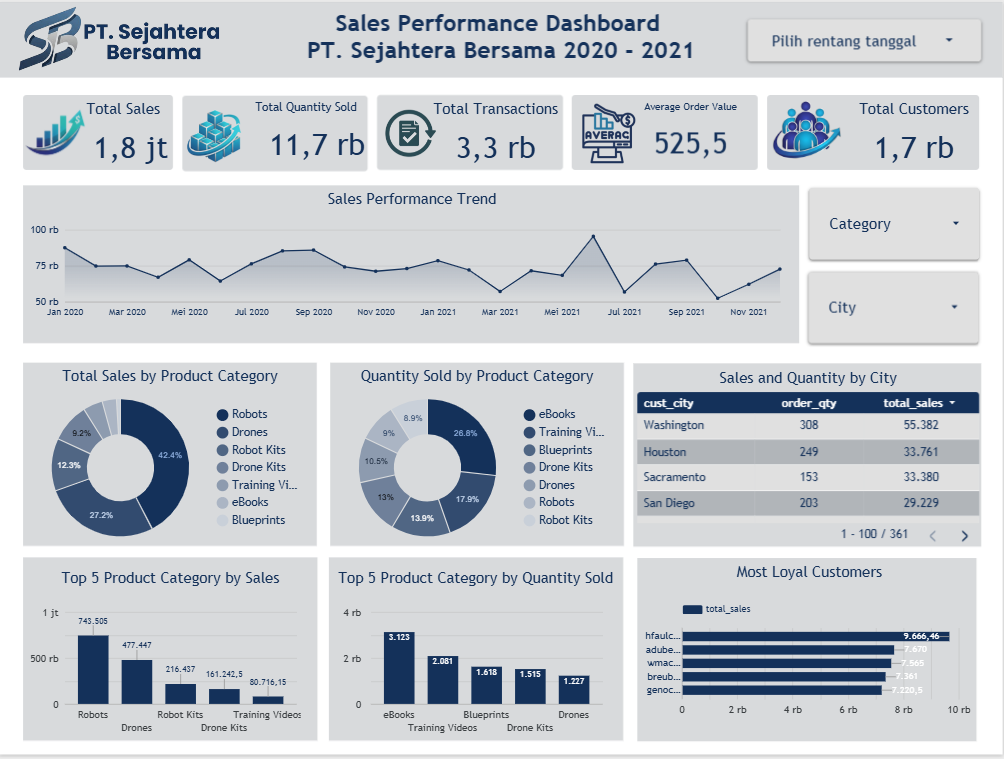 PT. Sejahtera
Bersama
Sales Performance Dashboard
PT. Sejahtera Bersama 2020 - 2021
Pilih rentang tanggal
Total Sales
1,8 jt
Total Quantity Sold
11,7 rb
Total Transactions
3,3 rb
AVERAC
Average Order Value
525,5
Total Customers
1,7 rb
Sales Performance Trend
100 rb
75 rb
50 rb
Jan 2020 Mar 2020 Mei 2020 Jul 2020 Sep 2020 Nov 2020 Jan 2021 Mar 2021 Mei 2021 Jul 2021 Sep 2021 Nov 2021
Category
City
Total Sales by Product Category
42.4%
27.2%
12.3%
9.2%
Robots
Drones
Robot Kits
Drone Kits
Training Vi...
eBooks
Blueprints
Quantity Sold by Product Category
26.8%
17.9%
13.9%
13%
10.5%
9%
8.9%
eBooks
Training Vi...
Blueprints
Drone Kits
Drones
Robots
Robot Kits
Sales and Quantity by City
cust_city order_qty total_sales
Washington 308 55.382
Houston 249 33.761
Sacramento 153 33.380
San Diego 203 29.229
1 - 100 / 361
Top 5 Product Category by Sales
1 jt
500 rb
0
743.505
477.447
216.437
161.242,5
80.716,15
Robots
Drones
Robot Kits
Drone Kits
Training Videos
Top 5 Product Category by Quantity Sold
4 rb
2 rb
0
3.123
2.081
1.618
1.515
1.227
eBooks
Training Videos
Blueprints
Drone Kits
Drones
Most Loyal Customers
total_sales
hfaulc... 9.666,46
adube... 7.670
wmac... 7.565
breub... 7.361
genoc... 7.220,5
0 2 rb 4 rb 6 rb 8 rb 10 rb